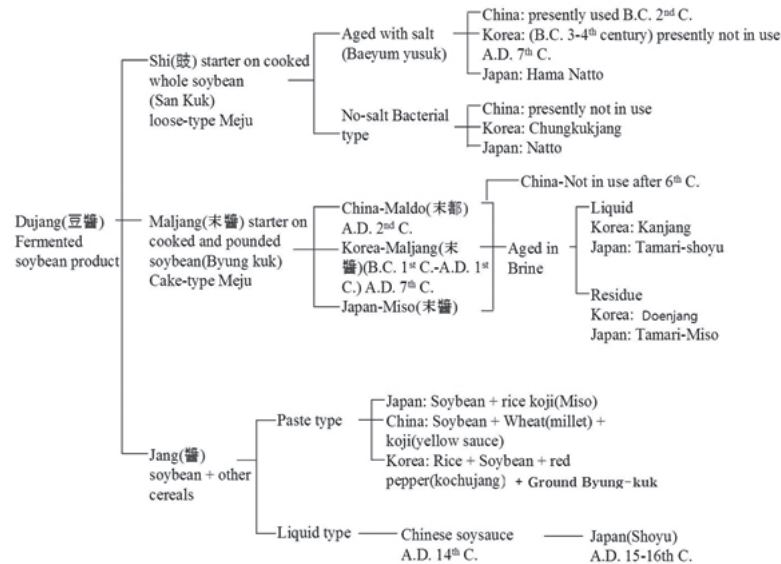 Dujang(豆醬)
Fermented
soybean product
Shi(豉) starter on cooked
whole soybean
(San Kuk)
loose-type Meju
Aged with salt
(Baeyum yusuk)
China: presently used B.C. 2nd C.
Korea: (B.C. 3-4th century) presently not in use
A.D. 7th C.
Japan: Hama Natto
No-salt Bacterial
type
China: presently not in use
Korea: Chungkukjang
Japan: Natto
Maljang(末醬) starter on
cooked and pounded
soybean(Byung kuk)
Cake-type Meju
China-Maldo(末都)
A.D. 2nd C.
Korea-Maljang(末
醬)(B.C. 1st C.-A.D. 1st
C.) A.D. 7th C.
Japan-Miso(末醬)
China-Not in use after 6th C.
Aged in
Brine
Liquid
Korea: Kanjang
Japan: Tamari-shoyu
Residue
Korea: Doenjang
Japan: Tamari-Miso
Jang(醬)
soybean + other
cereals
Paste type
Japan: Soybean + rice koji(Miso)
China: Soybean + Wheat(millet) +
koji(yellow sauce)
Korea: Rice + Soybean + red
pepper(kochujang) + Ground Byung-kuk
Liquid type
Chinese soysauce
A.D. 14th C.
Japan(Shoyu)
A.D. 15-16th C.